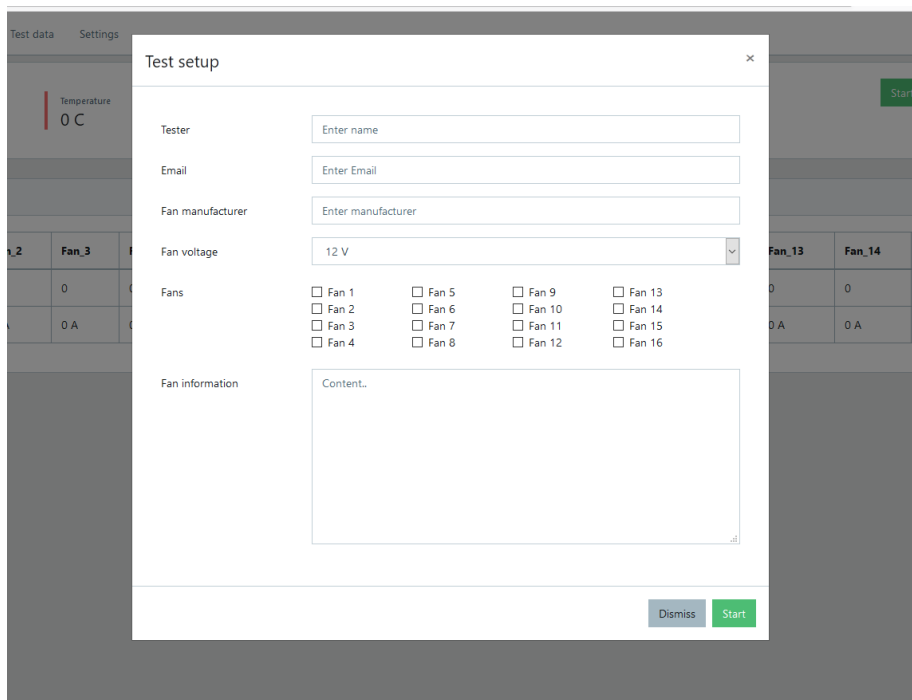 Test data Settings
Test setup ×
Temperature
0 C
Start
Tester Enter name
Email Enter Email
Fan manufacturer Enter manufacturer
Fan voltage 12 V
Fan_3 Fan_13 Fan_14
Fans
Fan 1 Fan 5 Fan 9 Fan 13
Fan 2 Fan 6 Fan 10 Fan 14
Fan 3 Fan 7 Fan 11 Fan 15
Fan 4 Fan 8 Fan 12 Fan 16
0 0
0 A 0 A 0 A
Fan information Content..
Dismiss Start